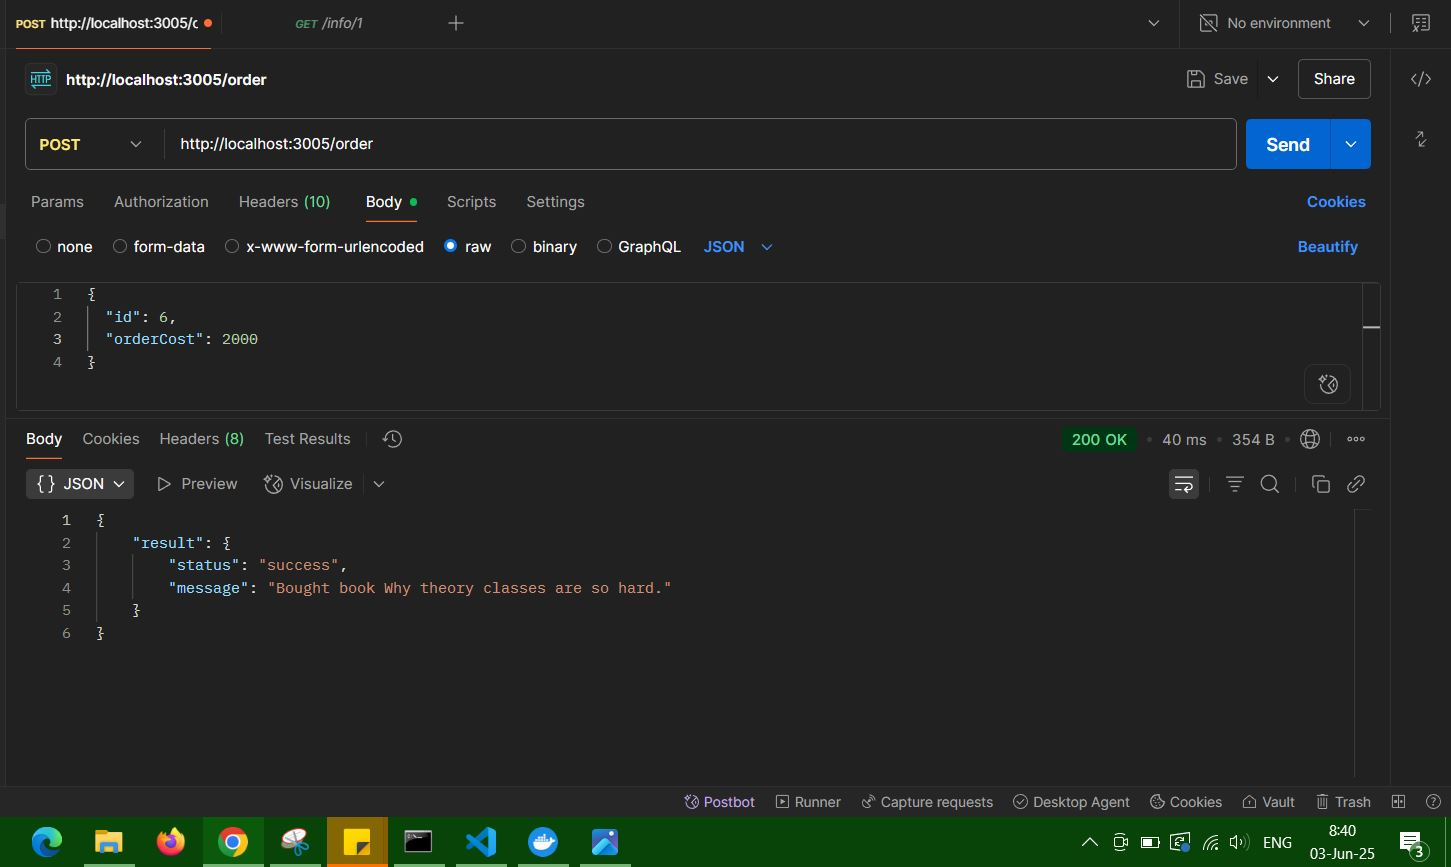 POST http://localhost:3005/c GET /info/1 No environment
HTTP http://localhost:3005/order Save Share
POST http://localhost:3005/order Send
Params Authorization Headers (10) Body Scripts Settings Cookies
none form-data x-www-form-urlencoded raw binary GraphQL JSON Beautify
1 {
2 "id": 6,
3 "orderCost": 2000
4 }
Body Cookies Headers (8) Test Results 200 OK 40 ms 354 B
{} JSON Preview Visualize
1 {
2 "result": {
3 "status": "success",
4 "message": "Bought book Why theory classes are so hard."
5 }
6 }
Postbot Runner Capture requests Desktop Agent Cookies Vault Trash
ENG 8:40
03-Jun-25 3